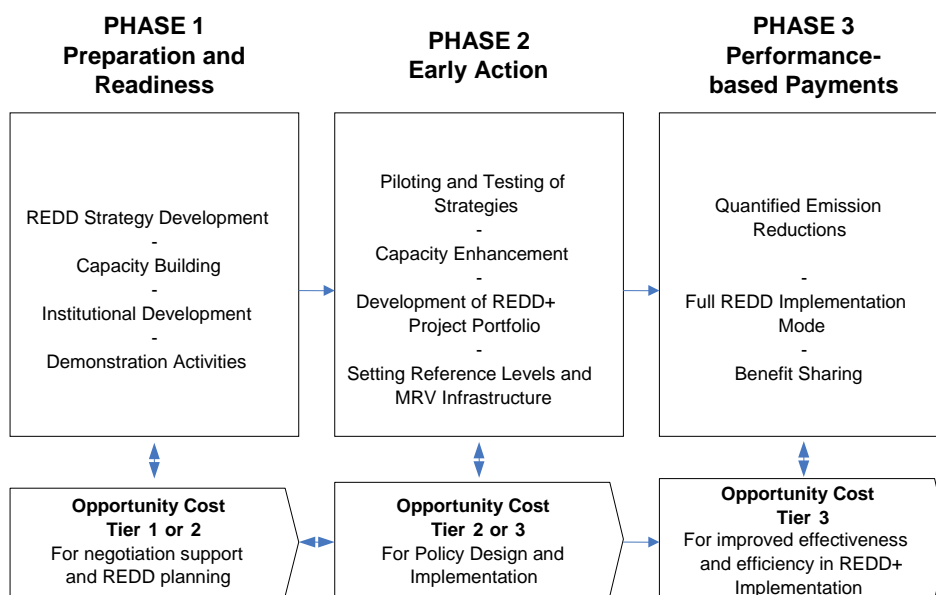 PHASE 1
Preparation and
Readiness
PHASE 2
Early Action
PHASE 3
Performance-
based Payments
REDD Strategy Development
-
Capacity Building
-
Institutional Development
-
Demonstration Activities
Piloting and Testing of
Strategies
-
Capacity Enhancement
-
Development of REDD+
Project Portfolio
-
Setting Reference Levels and
MRV Infrastructure
Quantified Emission
Reductions
-
Full REDD Implementation
Mode
-
Benefit Sharing
Opportunity Cost
Tier 1 or 2
For negotiation support
and REDD planning
Opportunity Cost
Tier 2 or 3
For Policy Design and
Implementation
Opportunity Cost
Tier 3
For improved effectiveness
and efficiency in REDD+
Implementation